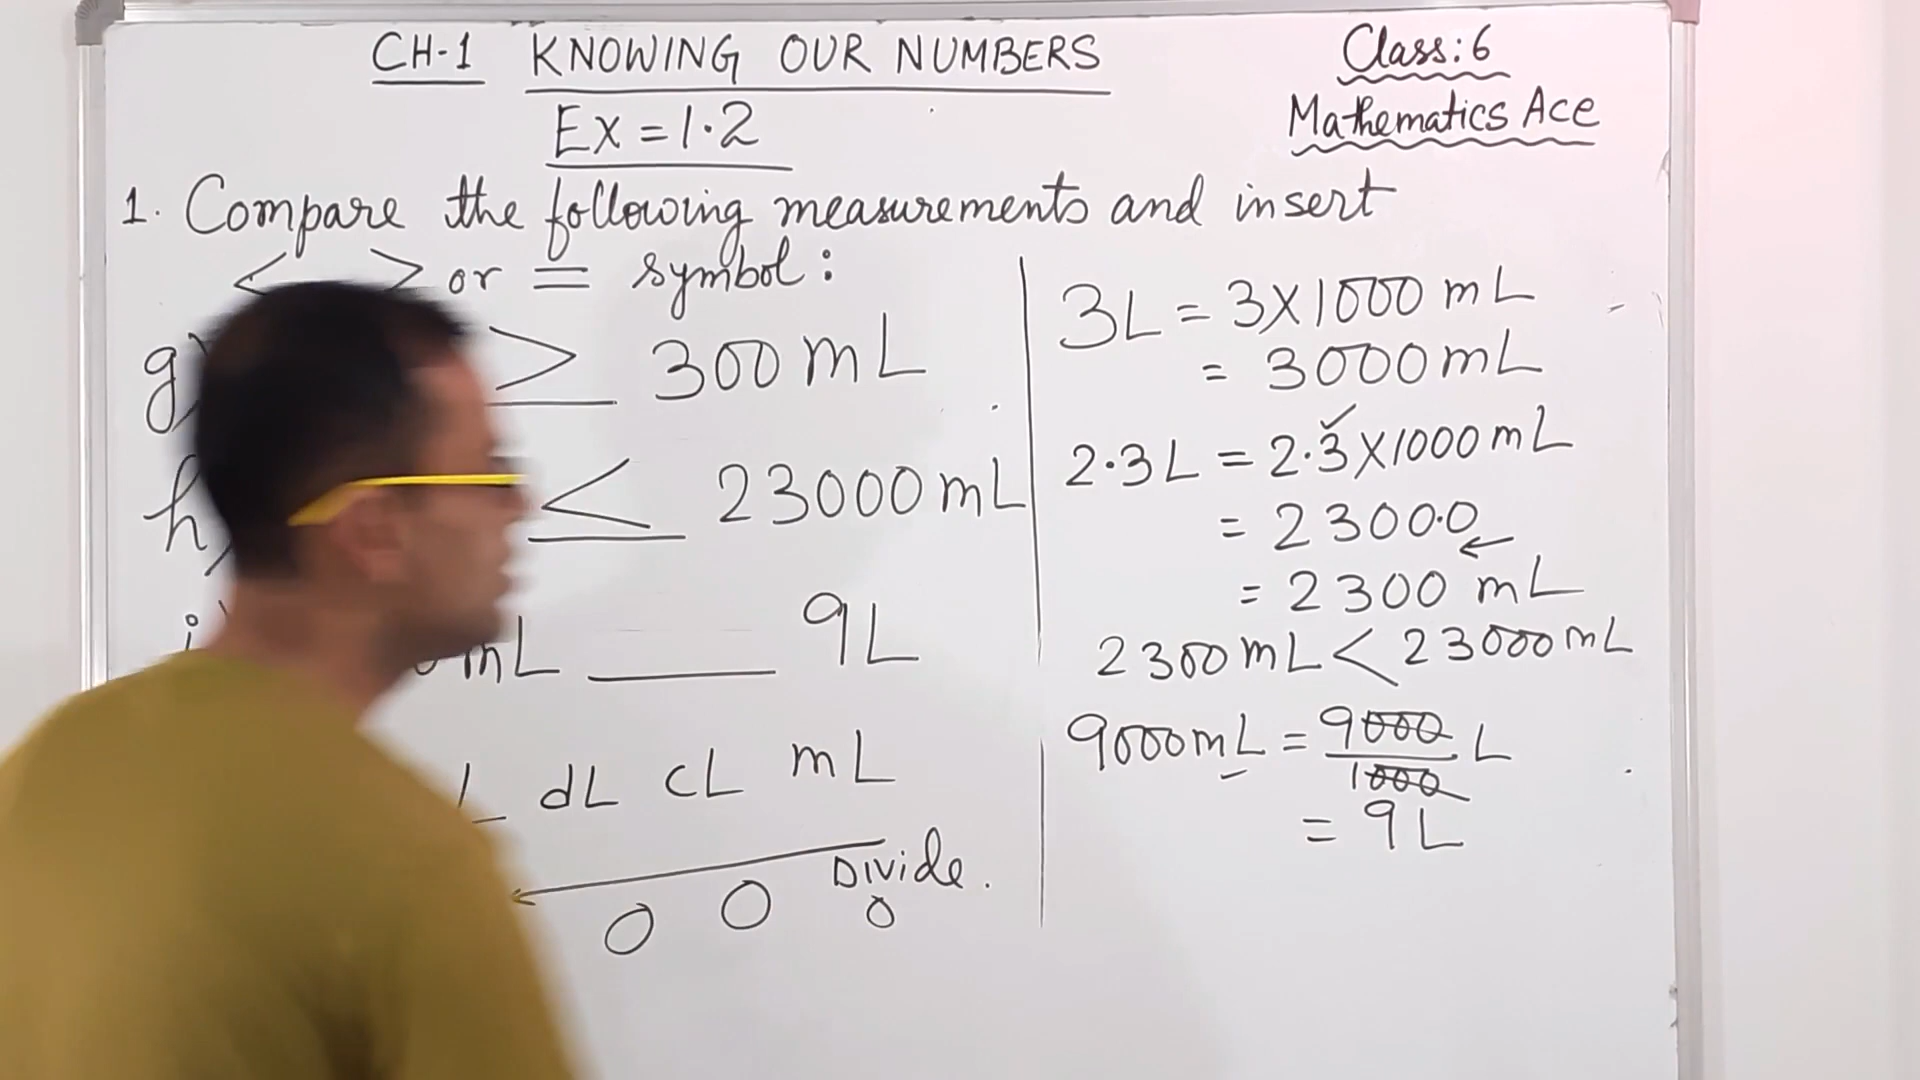 CH-1 KNOWING OUR NUMBERS
Class:6
Mathematics Ace
Ex = 1.2
1. Compare the following measurements and insert
< > or = symbol:
g) > 300 mL
h) < 23000 mL
i) mL ____ 9L
dL cL mL
Divide.
0 0 0
3L = 3X1000 mL
= 3000 mL
2.3L = 2.3X1000 mL
= 2300.0
= 2300 mL
2300 mL < 23000 mL
9000mL = 9000/1000 L
= 9L